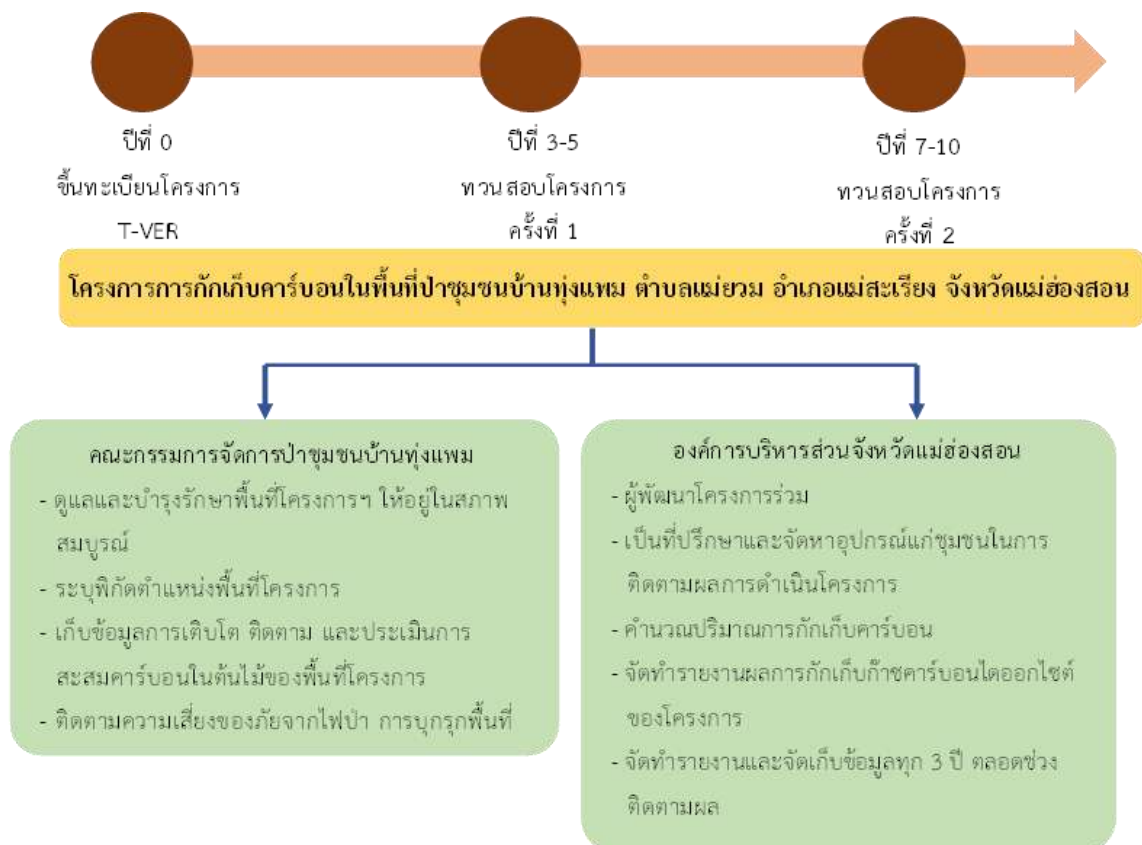 ปีที่ 0
ขึ้นทะเบียนโครงการ
T-VER
ปีที่ 3-5
ทวนสอบโครงการ
ครั้งที่ 1
ปีที่ 7-10
ทวนสอบโครงการ
ครั้งที่ 2
โครงการการกักเก็บคาร์บอนในพื้นที่ป่าชุมชนบ้านทุ่งแพม ตำบลแม่ยวม อำเภอแม่สะเรียง จังหวัดแม่ฮ่องสอน
คณะกรรมการจัดการป่าชุมชนบ้านทุ่งแพม
- ดูแลและบำรุงรักษาพื้นที่โครงการฯ ให้อยู่ในสภาพ
สมบูรณ์
- ระบุพิกัดตำแหน่งพื้นที่โครงการ
- เก็บข้อมูลการเติบโต ติดตาม และประเมินการ
สะสมคาร์บอนในต้นไม้ของพื้นที่โครงการ
- ติดตามความเสี่ยงของภัยจากไฟป่า การบุกรุกพื้นที่
องค์การบริหารส่วนจังหวัดแม่ฮ่องสอน
- ผู้พัฒนาโครงการร่วม
- เป็นที่ปรึกษาและจัดหาอุปกรณ์แก่ชุมชนในการ
ติดตามผลการดำเนินโครงการ
- คำนวณปริมาณการกักเก็บคาร์บอน
- จัดทำรายงานผลการกักเก็บก๊าซคาร์บอนไดออกไซด์
ของโครงการ
- จัดทำรายงานและจัดเก็บข้อมูลทุก 3 ปี ตลอดช่วง
ติดตามผล